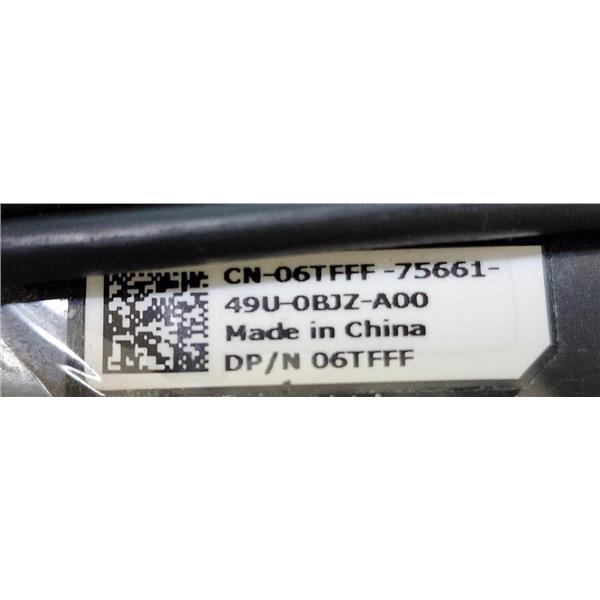 CN-06TFFF-75661-
49U-0BJZ-A00
Made in China
DP/N 06TFFF